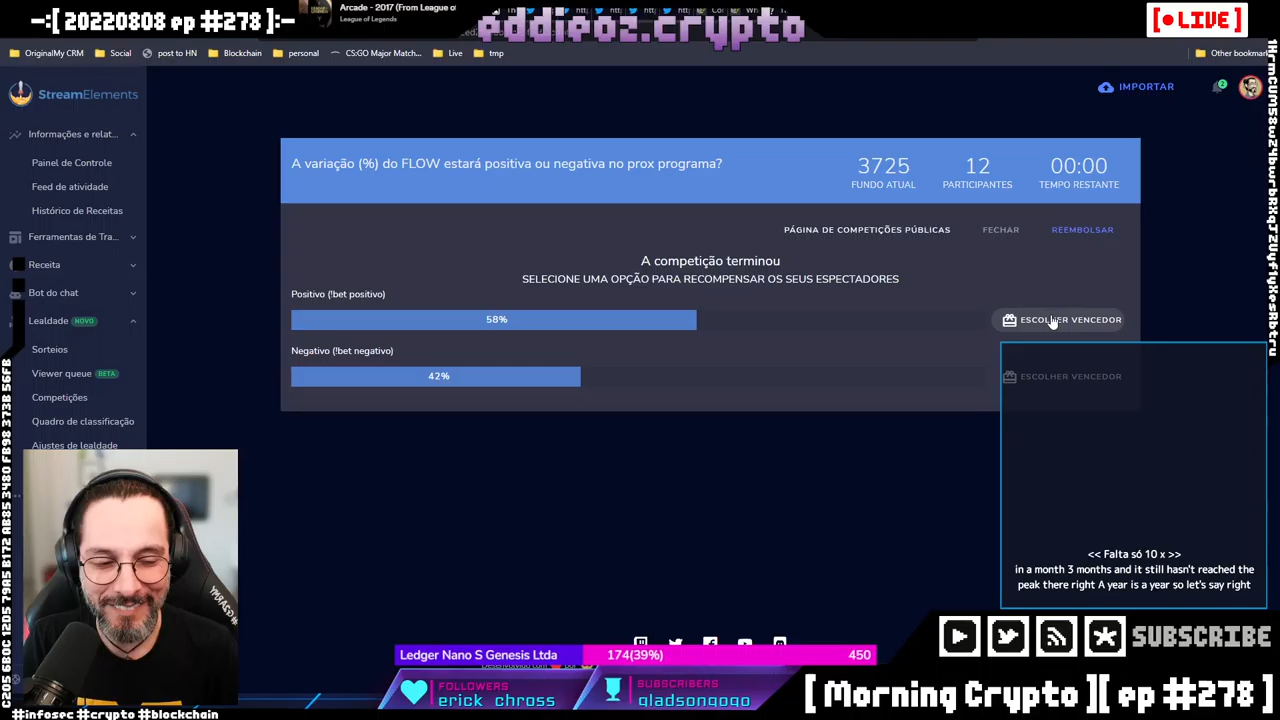 -:[ 20220808 ep #278 ]:-
Arcade - 2017 (From League o
League of Legends
eddieoz.crypto
[● LIVE]
OriginalMy CRM
Social
post to HN
Blockchain
personal
CS:GO Major Match...
Live
tmp
Other bookmar
StreamElements
IMPORTAR
2
Informações e relat...
Painel de Controle
Feed de atividade
Histórico de Receitas
Ferramentas de Tra...
Receita
Bot do chat
Lealdade NOVO
Sorteios
Viewer queue BETA
Competições
Quadro de classificação
Ajustes de lealdade
A variação (%) do FLOW estará positiva ou negativa no prox programa?
3725
FUNDO ATUAL
12
PARTICIPANTES
00:00
TEMPO RESTANTE
PÁGINA DE COMPETIÇÕES PÚBLICAS
FECHAR
REEMBOLSAR
A competição terminou
SELECIONE UMA OPÇÃO PARA RECOMPENSAR OS SEUS ESPECTADORES
Positivo (!bet positivo)
58%
ESCOLHER VENCEDOR
Negativo (!bet negativo)
42%
ESCOLHER VENCEDOR
<< Falta só 10 x >>
in a month 3 months and it still hasn't reached the
peak there right A year is a year so let's say right
Ledger Nano S Genesis Ltda
174(39%)
450
FOLLOWERS
erick_chross
SUBSCRIBERS
gladsongogo
SUBSCRIBE
[ Morning Crypto ][ ep #278 ]
#infosec #crypto #blockchain